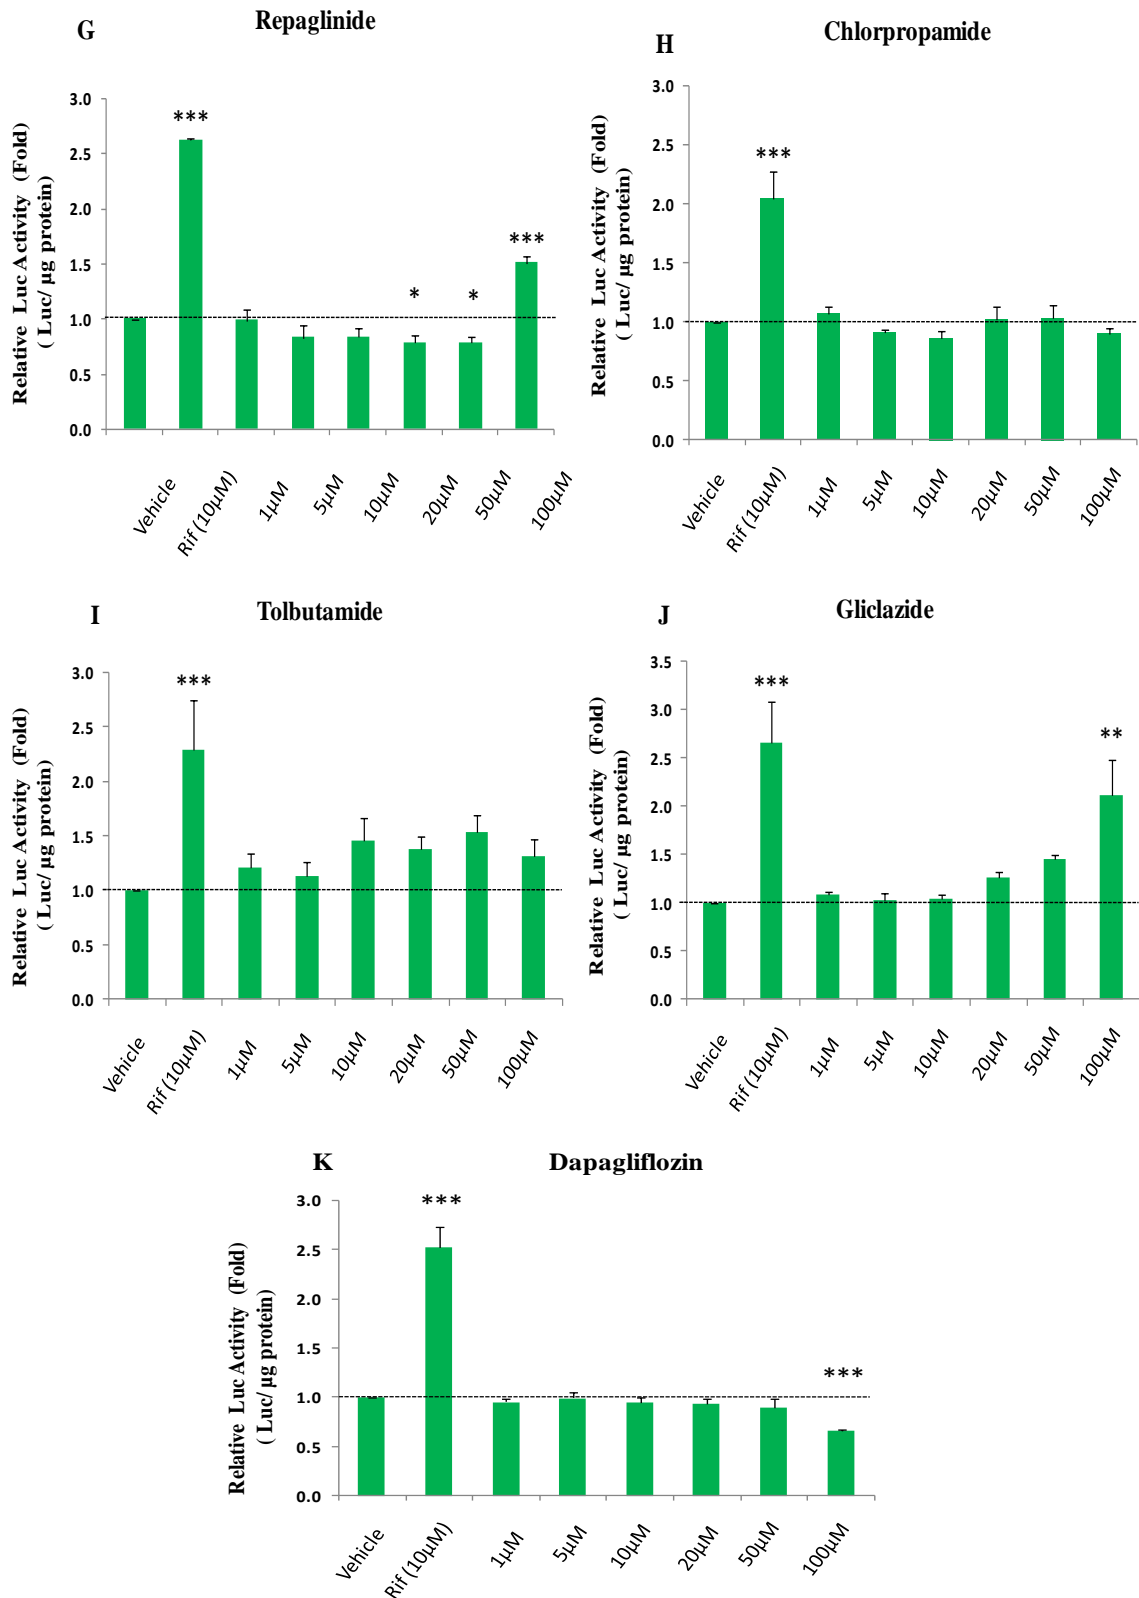 G
Repaglinide
Relative Luc Activity (Fold)
( Luc/ µg protein)
3.0
2.5
2.0
1.5
1.0
0.5
0.0
***
*
*
***
Vehicle
Rif (10µM)
1µM
5µM
10µM
20µM
50µM
100µM
H
Chlorpropamide
Relative Luc Activity (Fold)
( Luc/ µg protein)
3.0
2.5
2.0
1.5
1.0
0.5
0.0
***
Vehicle
Rif (10µM)
1µM
5µM
10µM
20µM
50µM
100µM
I
Tolbutamide
Relative Luc Activity (Fold)
( Luc/ µg protein)
3.0
2.5
2.0
1.5
1.0
0.5
0.0
***
Vehicle
Rif (10µM)
1µM
5µM
10µM
20µM
50µM
100µM
J
Gliclazide
Relative Luc Activity (Fold)
( Luc/ µg protein)
3.5
3.0
2.5
2.0
1.5
1.0
0.5
0.0
***
**
Vehicle
Rif (10µM)
1µM
5µM
10µM
20µM
50µM
100µM
K
Dapagliflozin
Relative Luc Activity (Fold)
( Luc/ µg protein)
3.0
2.5
2.0
1.5
1.0
0.5
0.0
***
***
Vehicle
Rif (10µM)
1µM
5µM
10µM
20µM
50µM
100µM